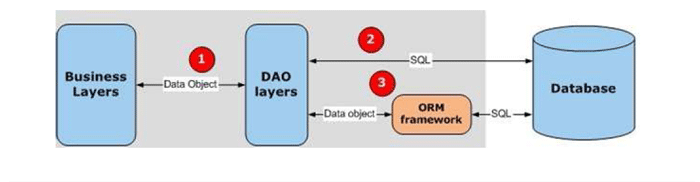 1
2
3
Business
Layers
Data Object
DAO
layers
SQL
Data object
ORM
framework
SQL
Database